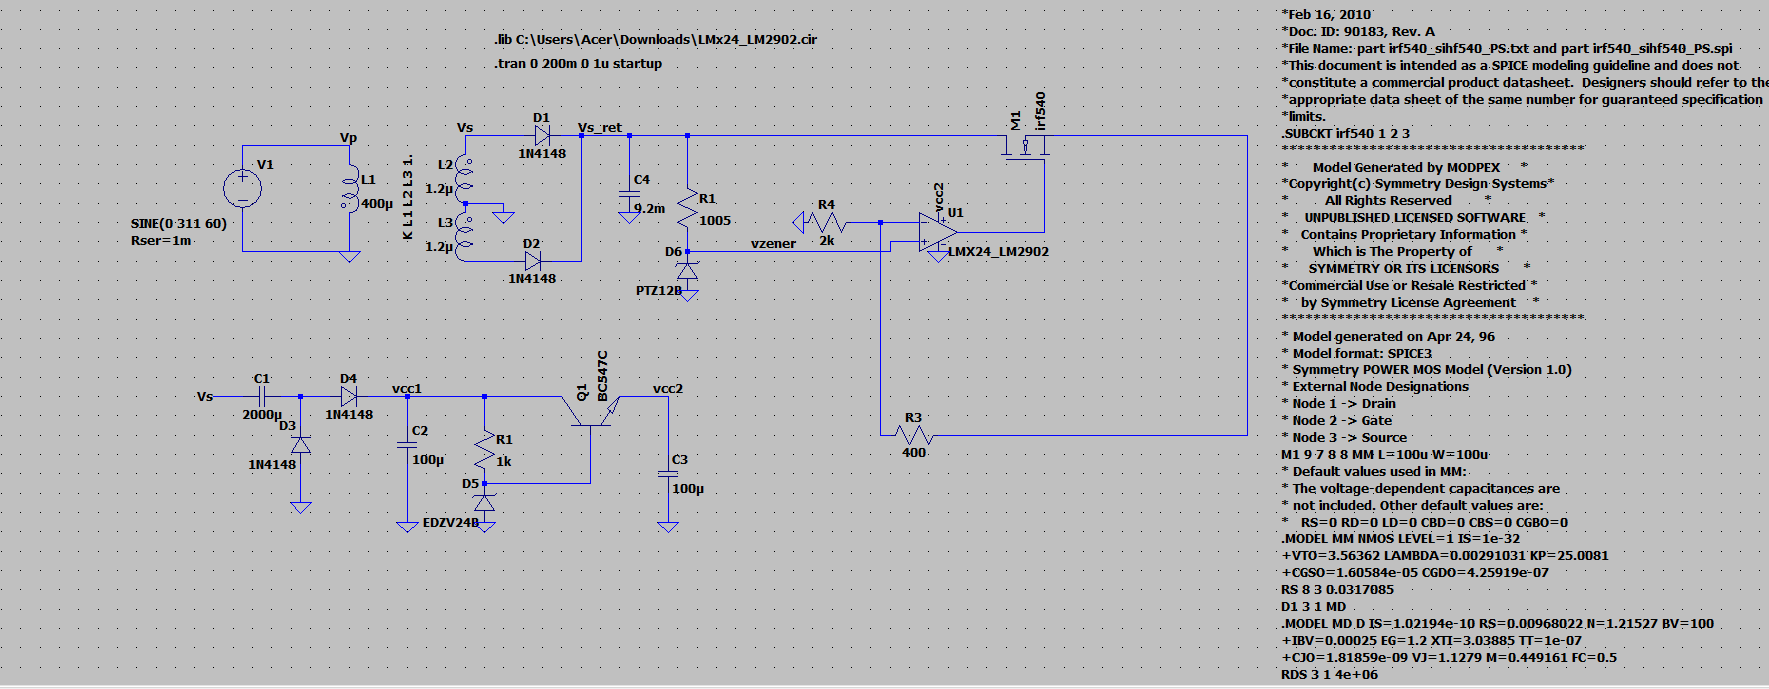 .lib C:\Users\Acer\Downloads\LMx24_LM2902.cir
.tran 0 200m 0 1u startup
Vp
V1
L1
400µ
SINE(0 311 60)
Rser=1m
K L1 L2 L3 1.
Vs
L2
1.2µ
L3
1.2µ
D1
1N4148
D2
1N4148
Vs_ret
C4
9.2m
R1
1005
D6
PTZ12B
vzener
R4
2k
vcc2
U1
LMX24_LM2902
M1
irf540
R3
400
Vs
C1
2000µ
D3
1N4148
D4
1N4148
vcc1
C2
100µ
R1
1k
D5
EDZV24B
Q1
BC547C
vcc2
C3
100µ
*Feb 16, 2010
*Doc. ID: 90183, Rev. A
*File Name: part irf540_sihf540_PS.txt and part irf540_sihf540_PS.spi
*This document is intended as a SPICE modeling guideline and does not
*constitute a commercial product datasheet. Designers should refer to the
*appropriate data sheet of the same number for guaranteed specification
*limits.
.SUBCKT irf540 1 2 3
**************************************
* Model Generated by MODPEX *
*Copyright(c) Symmetry Design Systems*
* All Rights Reserved *
* UNPUBLISHED LICENSED SOFTWARE *
* Contains Proprietary Information *
* Which is The Property of *
* SYMMETRY OR ITS LICENSORS *
*Commercial Use or Resale Restricted *
* by Symmetry License Agreement *
**************************************
* Model generated on Apr 24, 96
* Model format: SPICE3
* Symmetry POWER MOS Model (Version 1.0)
* External Node Designations
* Node 1 -> Drain
* Node 2 -> Gate
* Node 3 -> Source
M1 9 7 8 8 MM L=100u W=100u
* Default values used in MM:
* The voltage-dependent capacitances are
* not included. Other default values are:
* RS=0 RD=0 LD=0 CBD=0 CBS=0 CGBO=0
.MODEL MM NMOS LEVEL=1 IS=1e-32
+VTO=3.56362 LAMBDA=0.00291031 KP=25.0081
+CGSO=1.60584e-05 CGDO=4.25919e-07
RS 8 3 0.0317085
D1 3 1 MD
.MODEL MD D IS=1.02194e-10 RS=0.00968022 N=1.21527 BV=100
+IBV=0.00025 EG=1.2 XTI=3.03885 TT=1e-07
+CJO=1.81859e-09 VJ=1.1279 M=0.449161 FC=0.5
RDS 3 1 4e+06